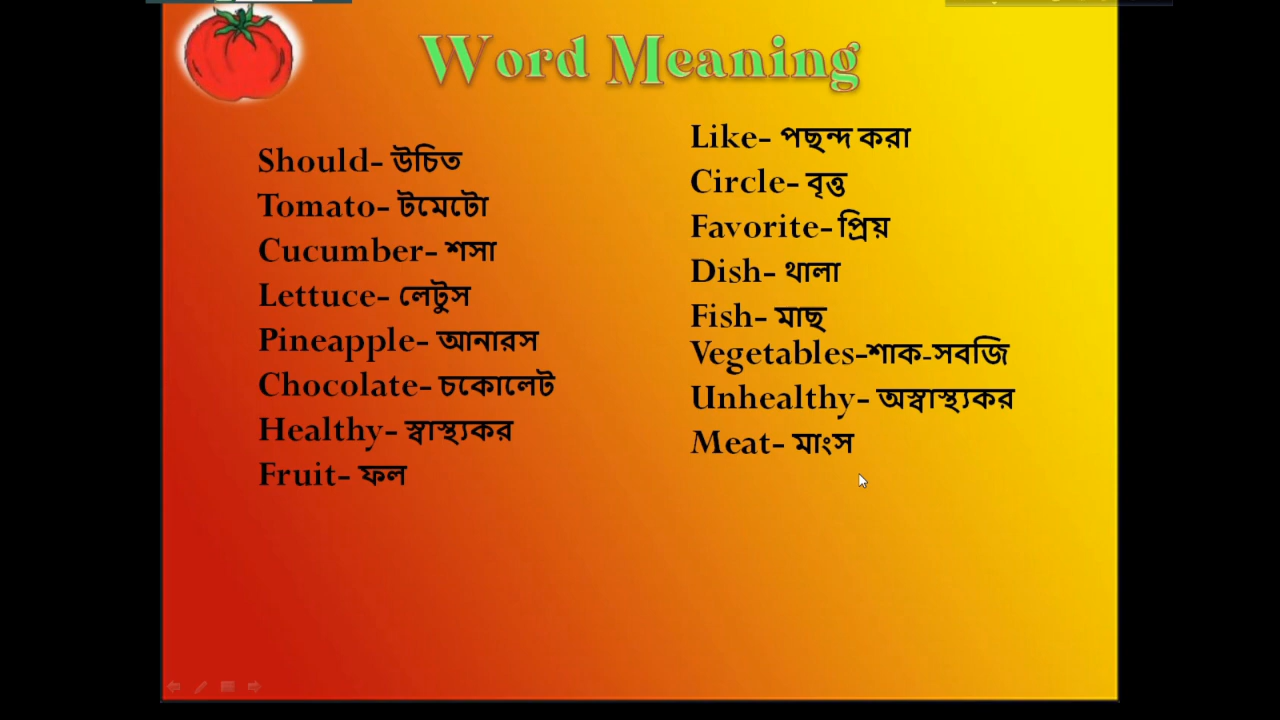 Word Meaning
Should- উচিত
Tomato- টমেটো
Cucumber- শসা
Lettuce- লেটুস
Pineapple- আনারস
Chocolate- চকোলেট
Healthy- স্বাস্থ্যকর
Fruit- ফল
Like- পছন্দ করা
Circle- বৃত্ত
Favorite- প্রিয়
Dish- থালা
Fish- মাছ
Vegetables-শাক-সবজি
Unhealthy- অস্বাস্থ্যকর
Meat- মাংস